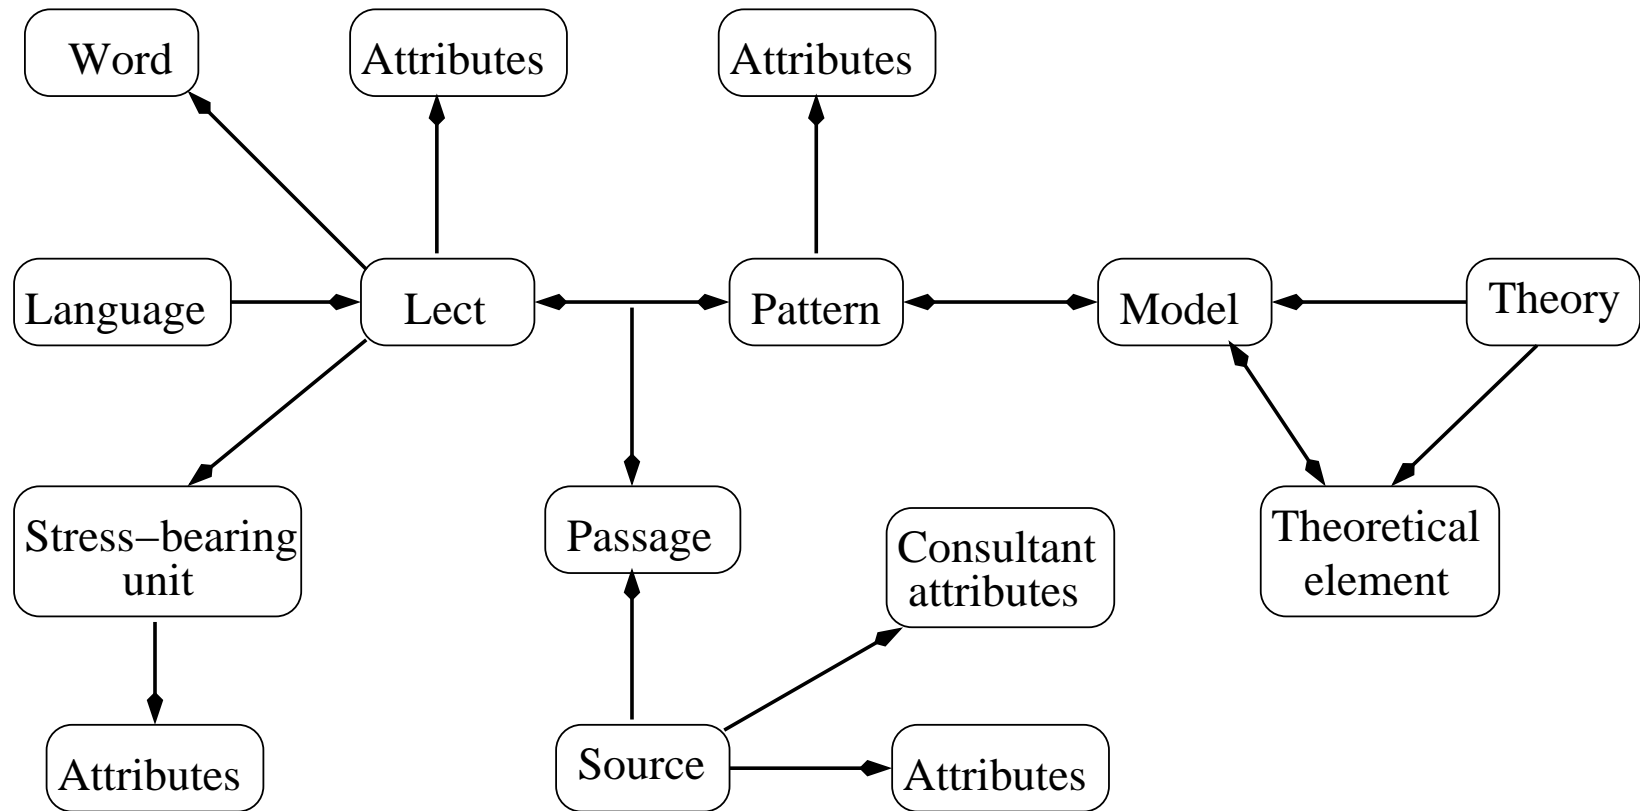 Word
Attributes
Attributes
Language
Lect
Pattern
Model
Theory
Stress−bearing
unit
Passage
Consultant
attributes
Theoretical
element
Attributes
Source
Attributes